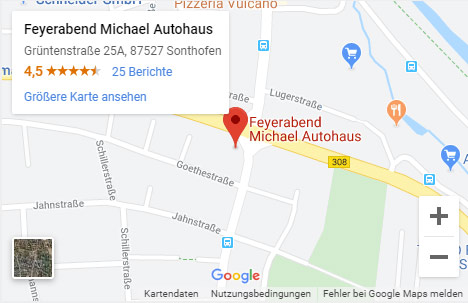 Schneider GmbH
Pizzeria Vulcano
Feyerabend Michael Autohaus
Grüntenstraße 25A, 87527 Sonthofen
4,5 25 Berichte
Größere Karte ansehen
Lugerstraße
Feyerabend
Michael Autohaus
308
Goethestraße
Schillerstraße
Jahnstraße
Jahnstraße
Schillerstraße
+
−
Google
Kartendaten Nutzungsbedingungen Fehler bei Google Maps melden